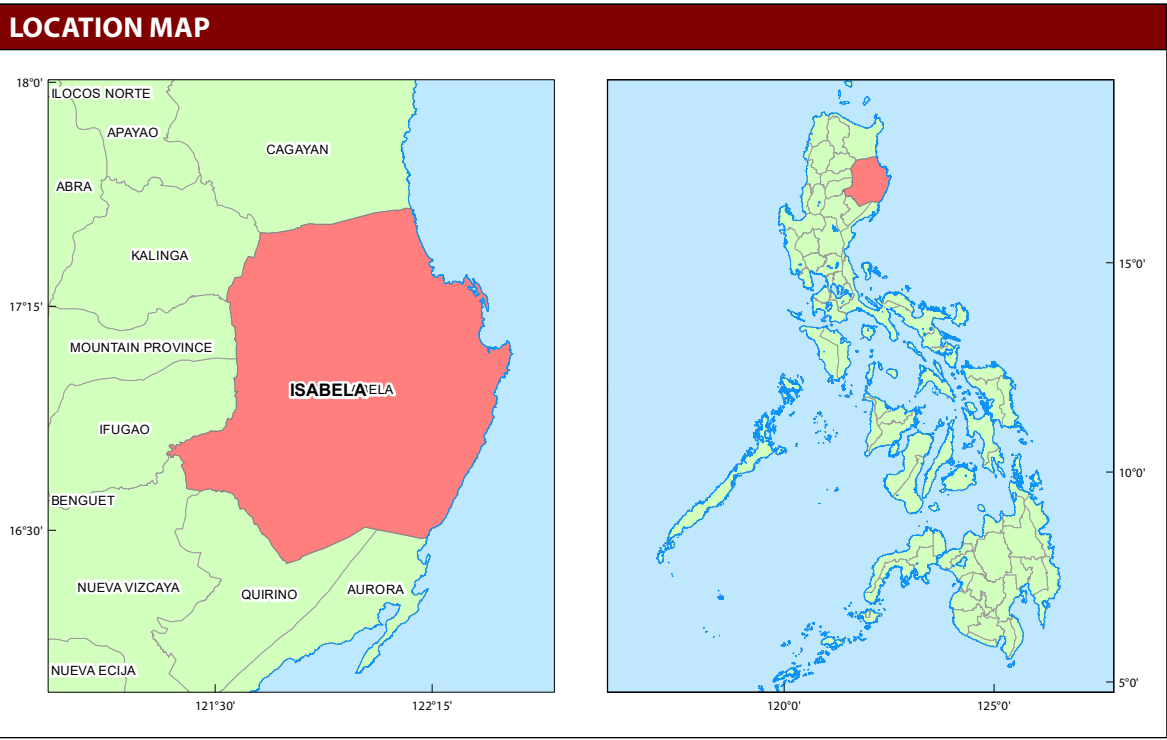 LOCATION MAP
18°0'
ILOCOS NORTE
APAYAO
CAGAYAN
ABRA
KALINGA
17°15'
MOUNTAIN PROVINCE
ISABELA
IFUGAO
BENGUET
16°30'
NUEVA VIZCAYA
QUIRINO
AURORA
NUEVA ECIJA
121°30'
122°15'
15°0'
10°0'
5°0'
120°0'
125°0'